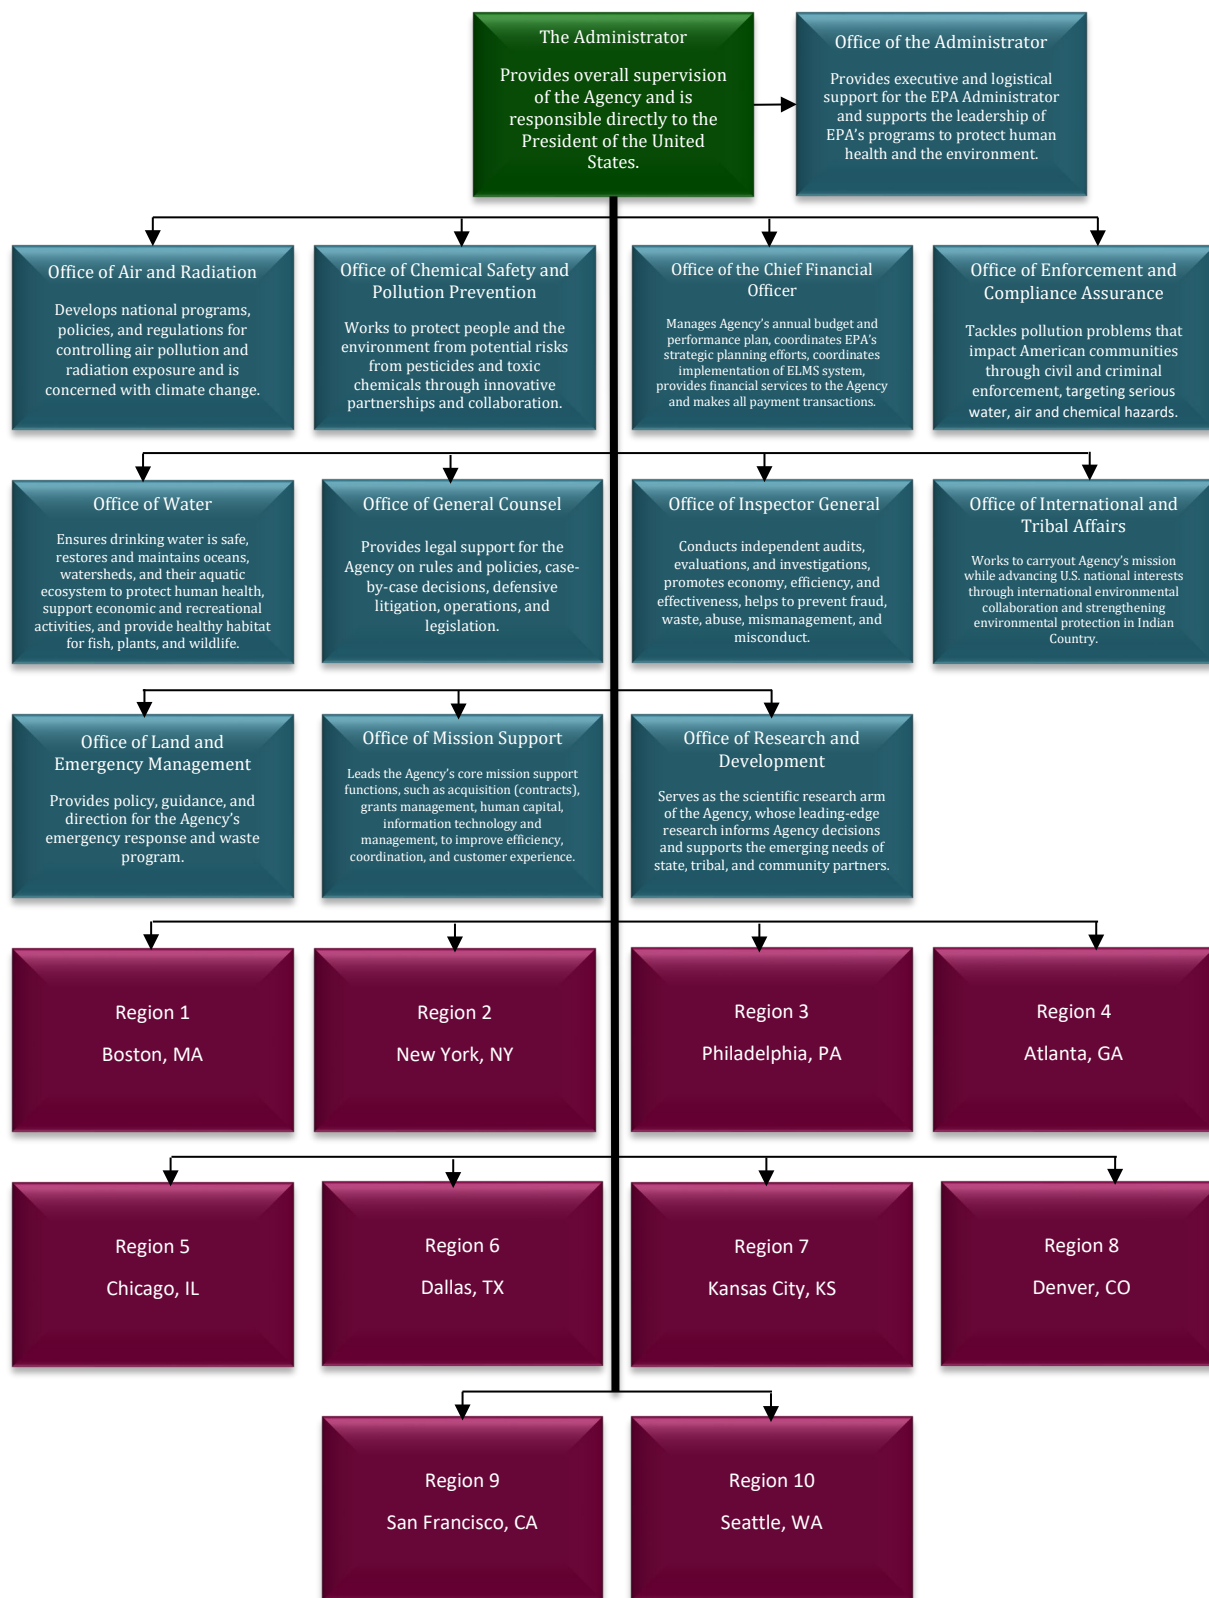 The Administrator
Provides overall supervision
of the Agency and is
responsible directly to the
President of the United
States.
Office of the Administrator
Provides executive and logistical
support for the EPA Administrator
and supports the leadership of
EPA’s programs to protect human
health and the environment.
Office of Air and Radiation
Develops national programs,
policies, and regulations for
controlling air pollution and
radiation exposure and is
concerned with climate change.
Office of Chemical Safety and
Pollution Prevention
Works to protect people and the
environment from potential risks
from pesticides and toxic
chemicals through innovative
partnerships and collaboration.
Office of the Chief Financial
Officer
Manages Agency’s annual budget and
performance plan, coordinates EPA’s
strategic planning efforts, coordinates
implementation of ELMS system,
provides financial services to the Agency
and makes all payment transactions.
Office of Enforcement and
Compliance Assurance
Tackles pollution problems that
impact American communities
through civil and criminal
enforcement, targeting serious
water, air and chemical hazards.
Office of Water
Ensures drinking water is safe,
restores and maintains oceans,
watersheds, and their aquatic
ecosystem to protect human health,
support economic and recreational
activities, and provide healthy habitat
for fish, plants, and wildlife.
Office of General Counsel
Provides legal support for the
Agency on rules and policies, case-
by-case decisions, defensive
litigation, operations, and
legislation.
Office of Inspector General
Conducts independent audits,
evaluations, and investigations,
promotes economy, efficiency, and
effectiveness, helps to prevent fraud,
waste, abuse, mismanagement, and
misconduct.
Office of International and
Tribal Affairs
Works to carryout Agency’s mission
while advancing U.S. national interests
through international environmental
collaboration and strengthening
environmental protection in Indian
Country.
Office of Land and
Emergency Management
Provides policy, guidance, and
direction for the Agency’s
emergency response and waste
program.
Office of Mission Support
Leads the Agency’s core mission support
functions, such as acquisition (contracts),
grants management, human capital,
information technology and
management, to improve efficiency,
coordination, and customer experience.
Office of Research and
Development
Serves as the scientific research arm
of the Agency, whose leading-edge
research informs Agency decisions
and supports the emerging needs of
state, tribal, and community partners.
Region 1
Boston, MA
Region 2
New York, NY
Region 3
Philadelphia, PA
Region 4
Atlanta, GA
Region 5
Chicago, IL
Region 6
Dallas, TX
Region 7
Kansas City, KS
Region 8
Denver, CO
Region 9
San Francisco, CA
Region 10
Seattle, WA